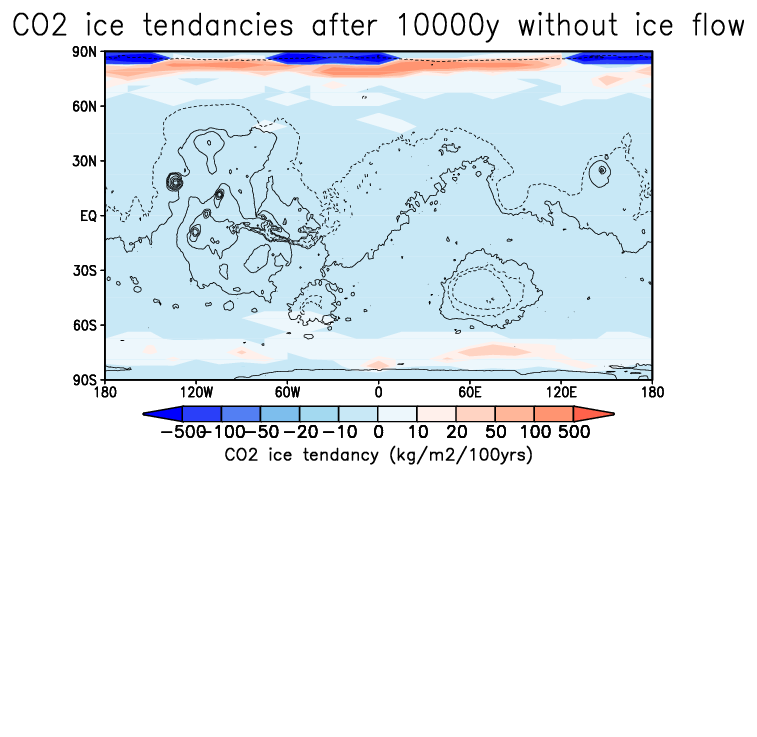 CO2 ice tendancies after 10000y without ice flow
90N
60N
30N
EQ
30S
60S
90S
180 120W 60W 0 60E 120E 180
−500 −100 −50 −20 −10 0 10 20 50 100 500
CO2 ice tendancy (kg/m2/100yrs)